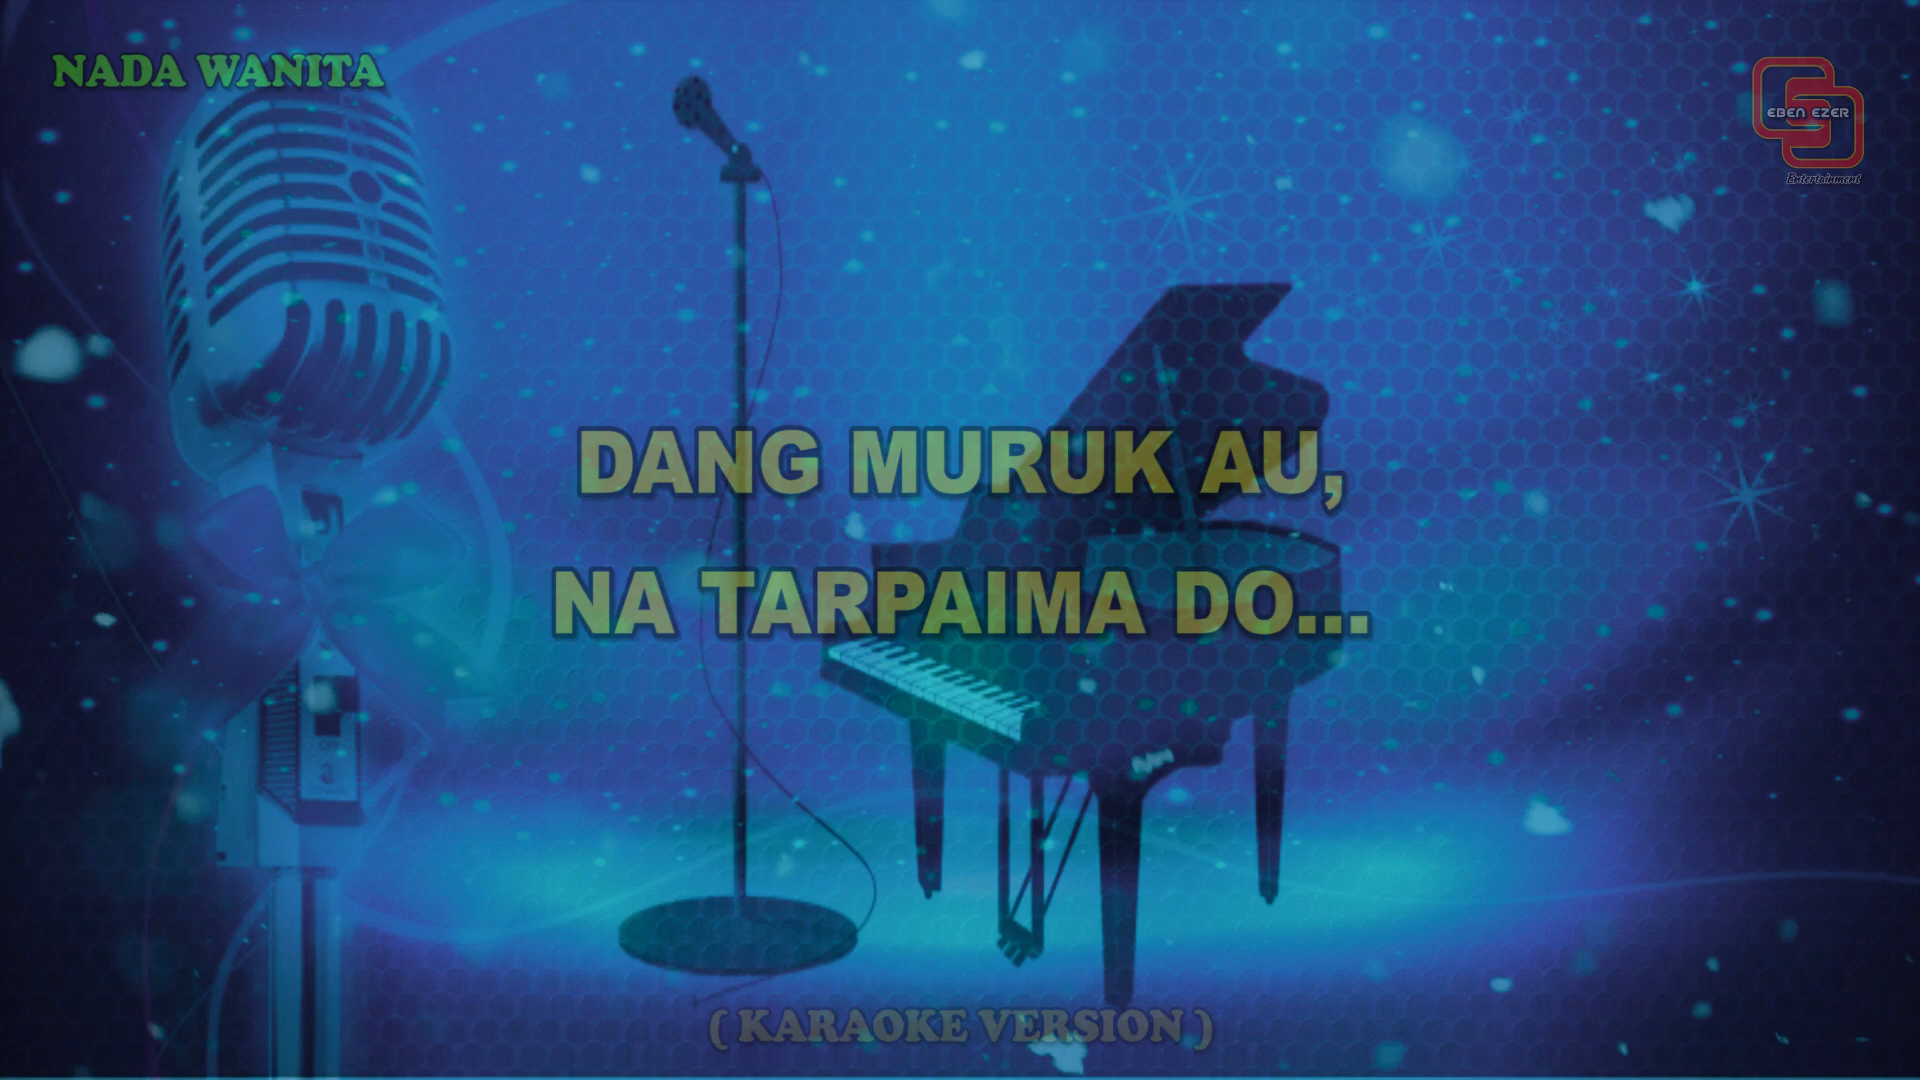 NADA WANITA
EBEN EZER
Entertainment
DANG MURUK AU,
NA TARPAIMA DO...
( KARAOKE VERSION )